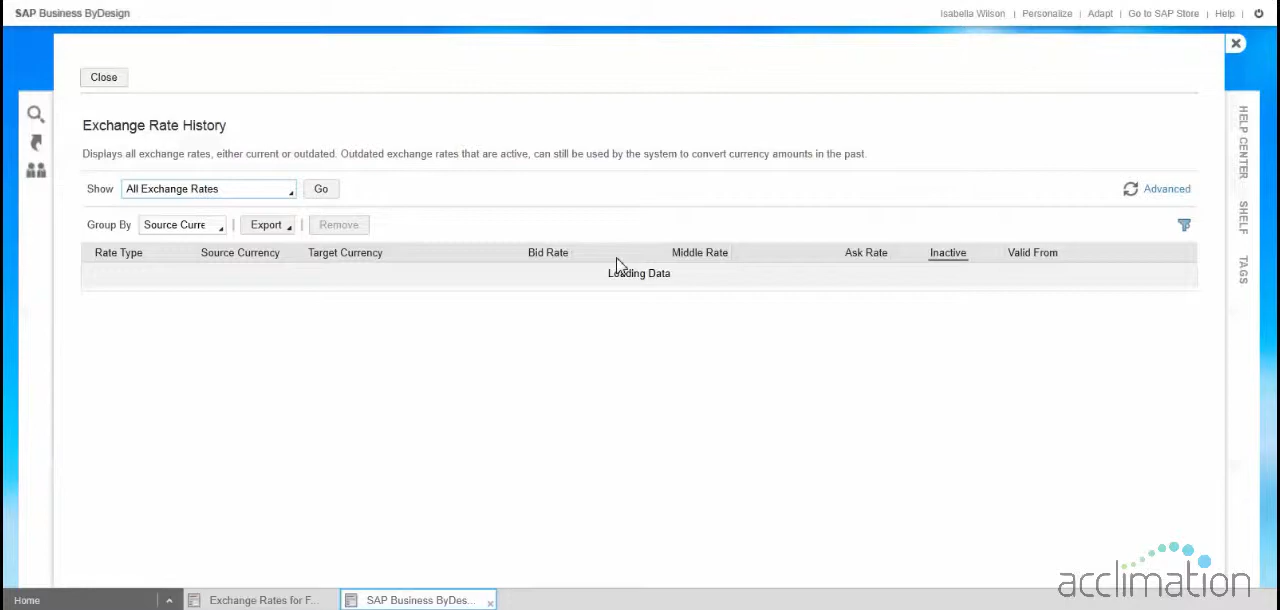 SAP Business ByDesign
Isabella Wilson | Personalize | Adapt | Go to SAP Store | Help |
Close
Exchange Rate History
Displays all exchange rates, either current or outdated. Outdated exchange rates that are active, can still be used by the system to convert currency amounts in the past.
Show All Exchange Rates Go Advanced
Group By Source Curre | Export | Remove
Rate Type Source Currency Target Currency Bid Rate Middle Rate Ask Rate Inactive Valid From
Loading Data
HELP CENTER
SHELF
TAGS
acclimation
Home Exchange Rates for F... SAP Business ByDes...